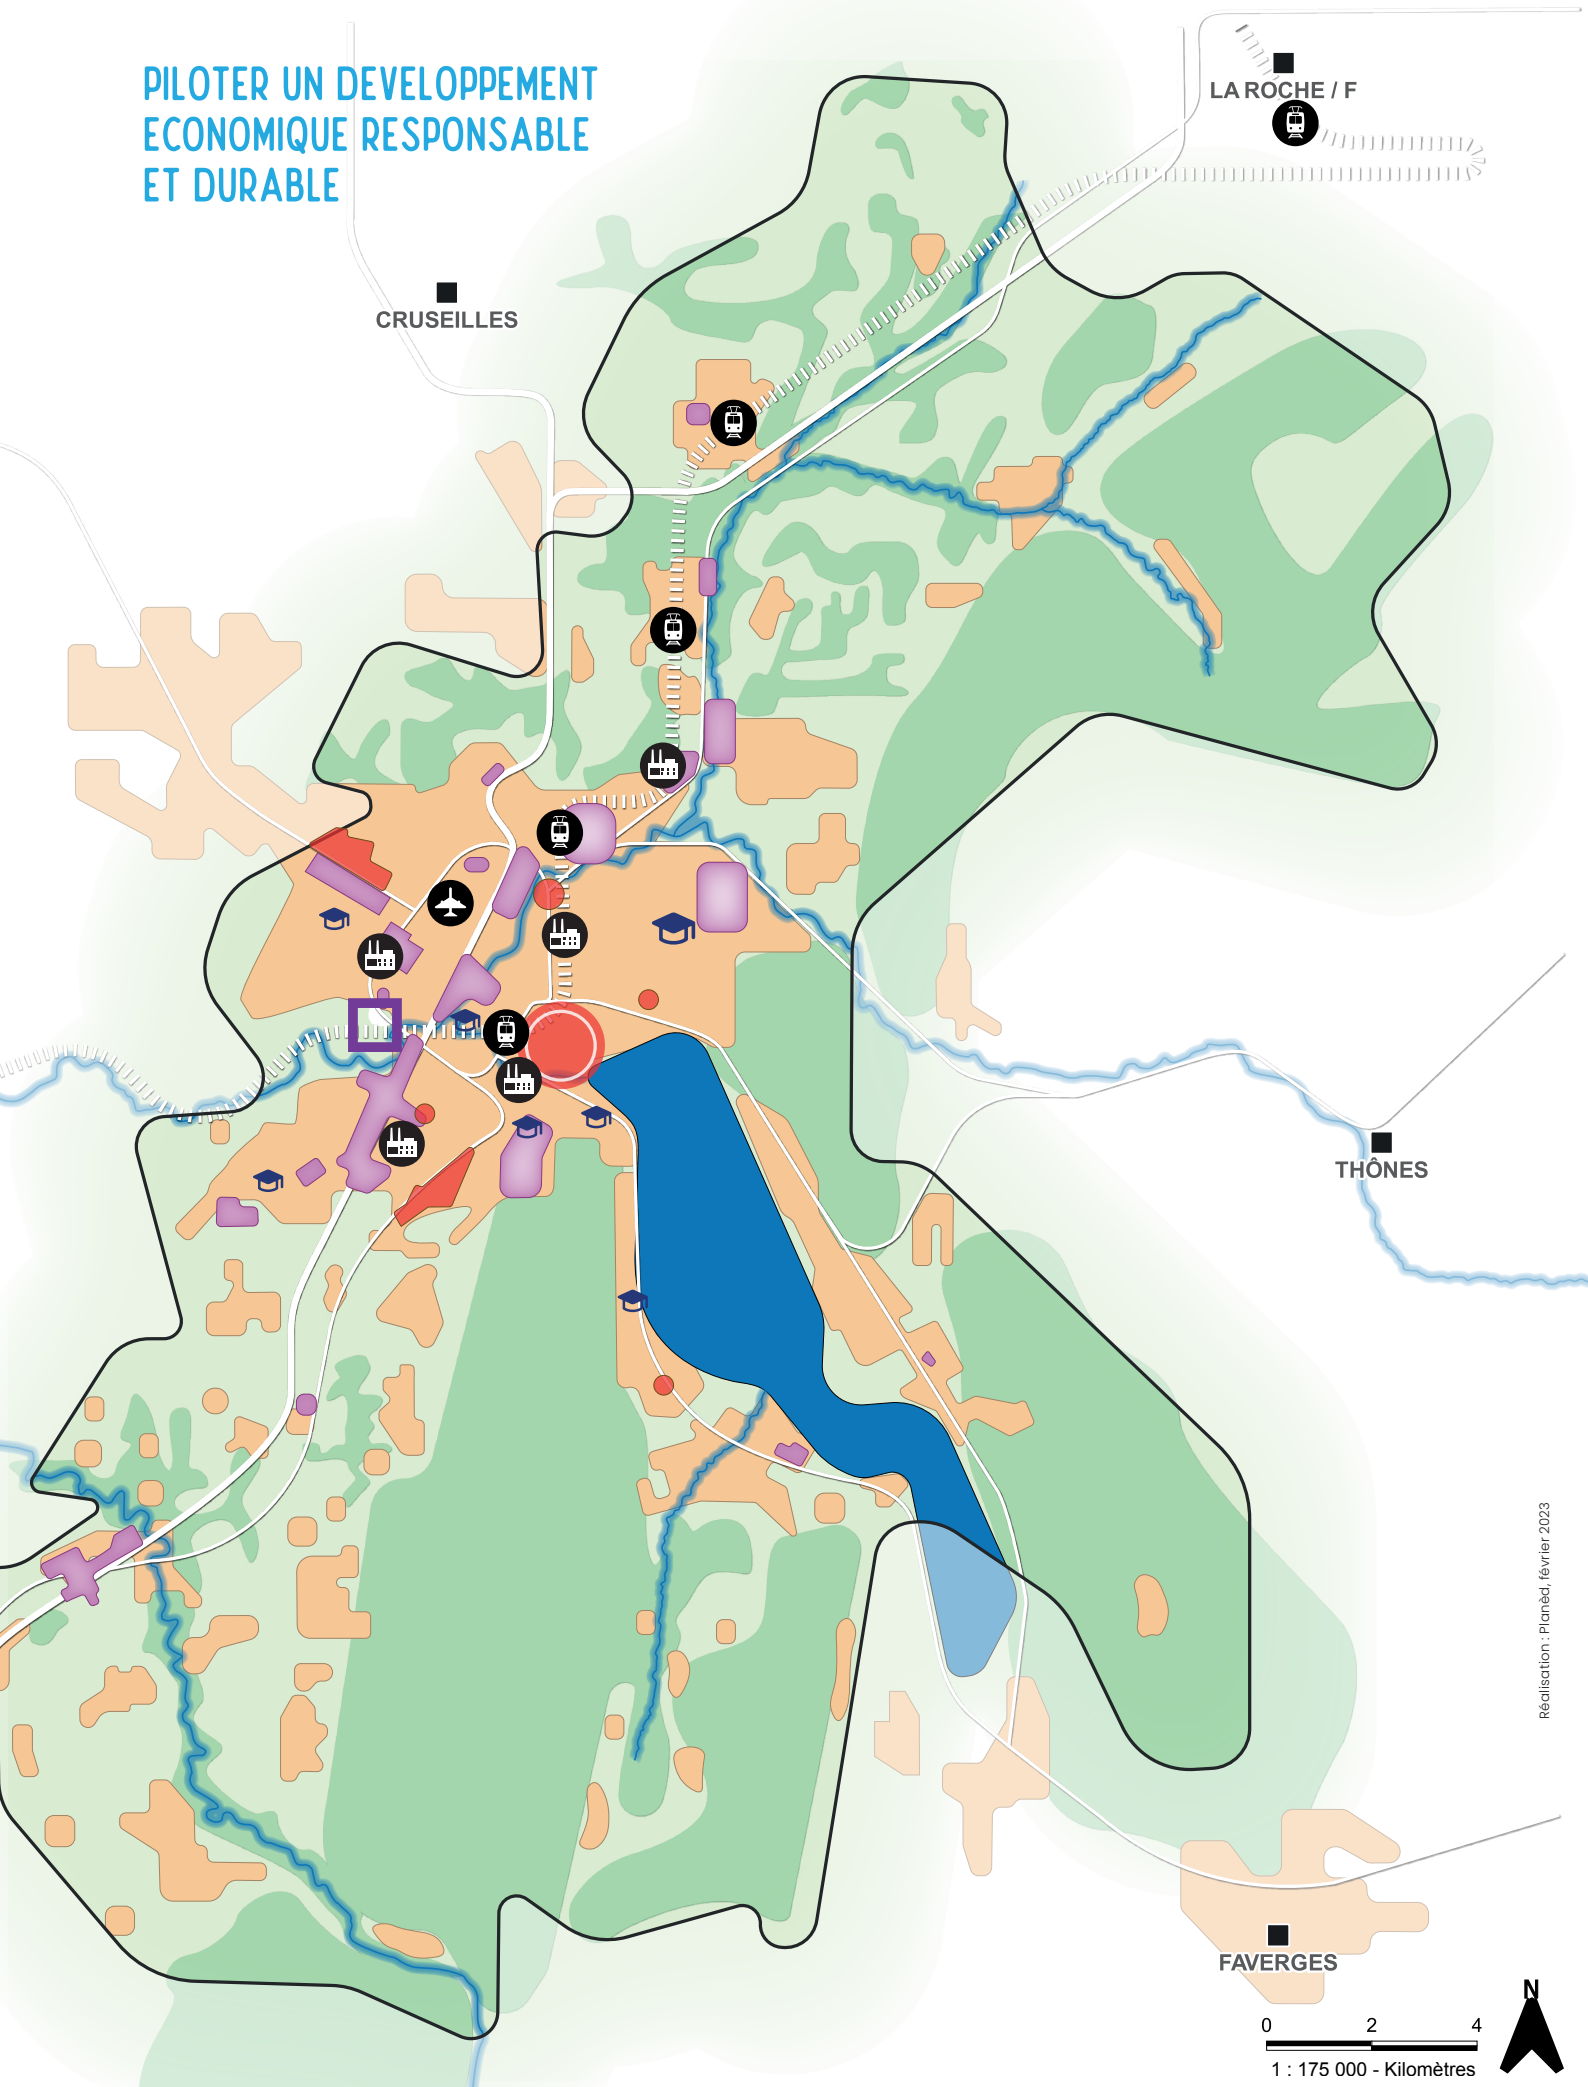 PILOTER UN DEVELOPPEMENT
ECONOMIQUE RESPONSABLE
ET DURABLE
LA ROCHE / F
CRUSEILLES
THÔNES
Réalisation : Planèd, février 2023
FAVERGES
N
0 2 4
1 : 175 000 - Kilomètres